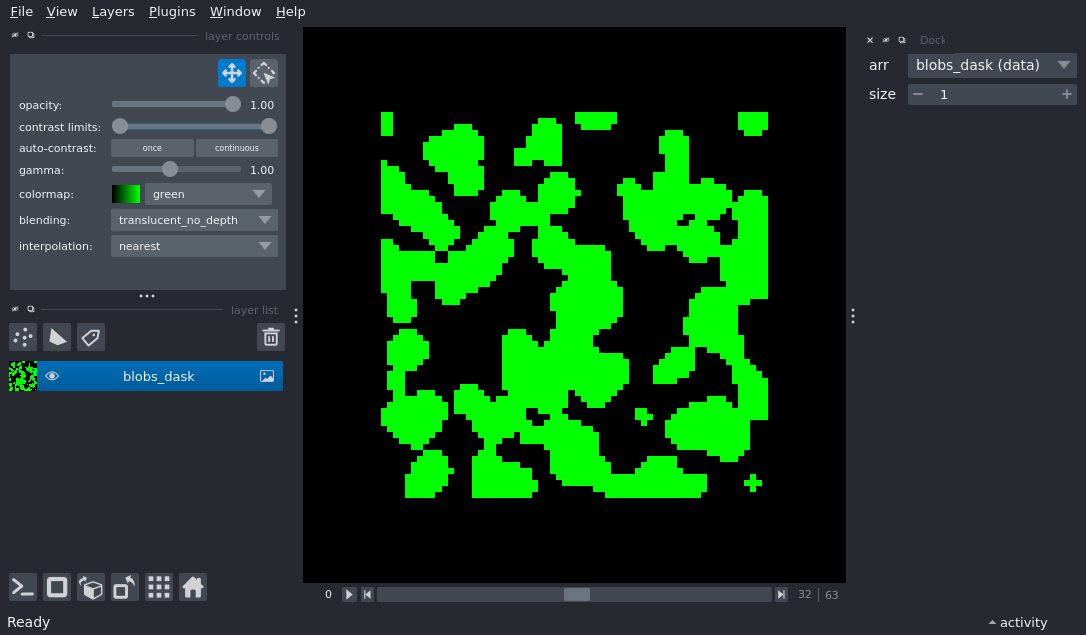 File View Layers Plugins Window Help
layer controls
opacity: 1.00
contrast limits:
auto-contrast: once continuous
gamma: 1.00
colormap: green
blending: translucent_no_depth
interpolation: nearest
layer list
blobs_dask
Dock
arr blobs_dask (data)
size 1
0 32 63
Ready
activity